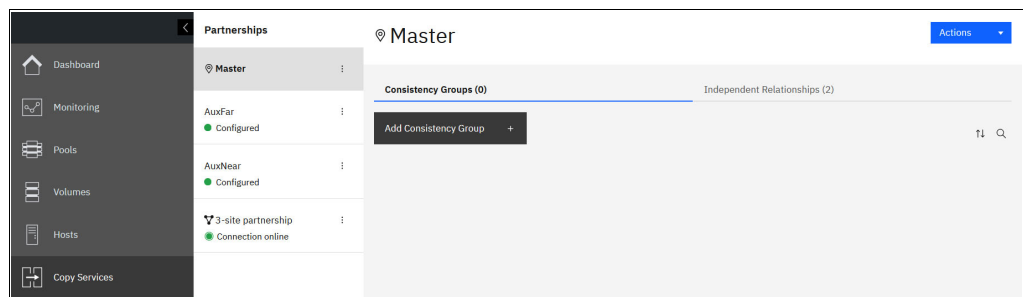 Dashboard
Monitoring
Pools
Volumes
Hosts
Copy Services
Partnerships
Master
AuxFar
Configured
AuxNear
Configured
3-site partnership
Connection online
Master
Actions
Consistency Groups (0)
Independent Relationships (2)
Add Consistency Group +